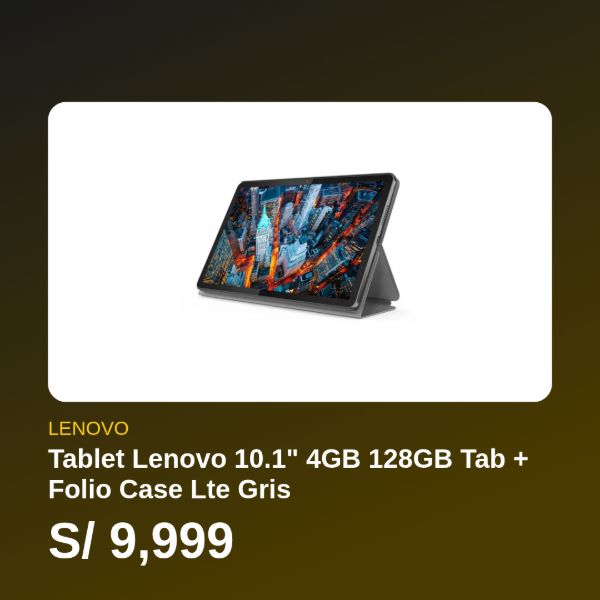 LENOVO
Tablet Lenovo 10.1" 4GB 128GB Tab +
Folio Case Lte Gris
S/ 9,999